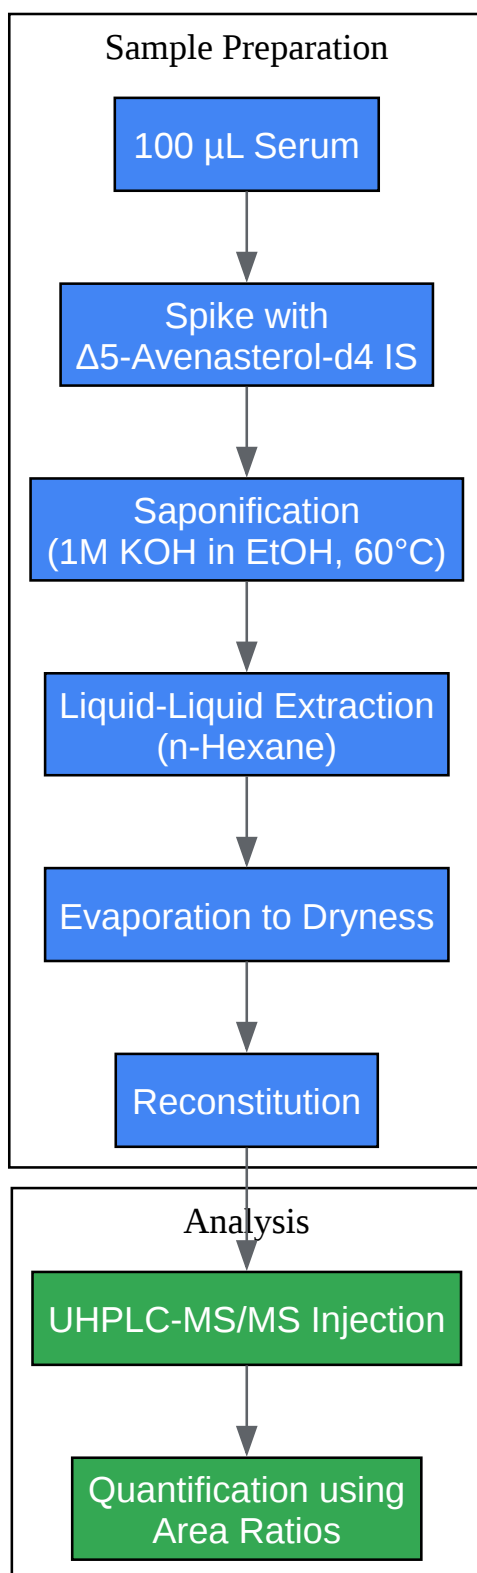 Sample Preparation
100 µL Serum
Spike with
Δ5-Avenasterol-d4 IS
Saponification
(1M KOH in EtOH, 60°C)
Liquid-Liquid Extraction
(n-Hexane)
Evaporation to Dryness
Reconstitution
Analysis
UHPLC-MS/MS Injection
Quantification using
Area Ratios